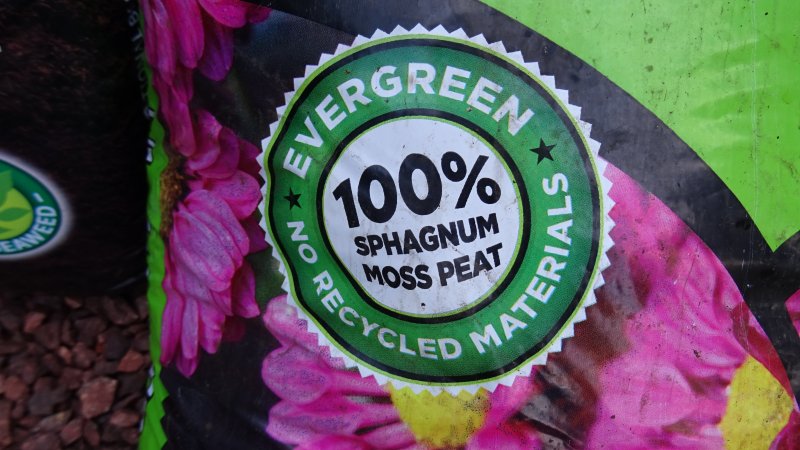 EVERGREEN
100%
SPHAGNUM
MOSS PEAT
NO RECYCLED MATERIALS
SEAWEED